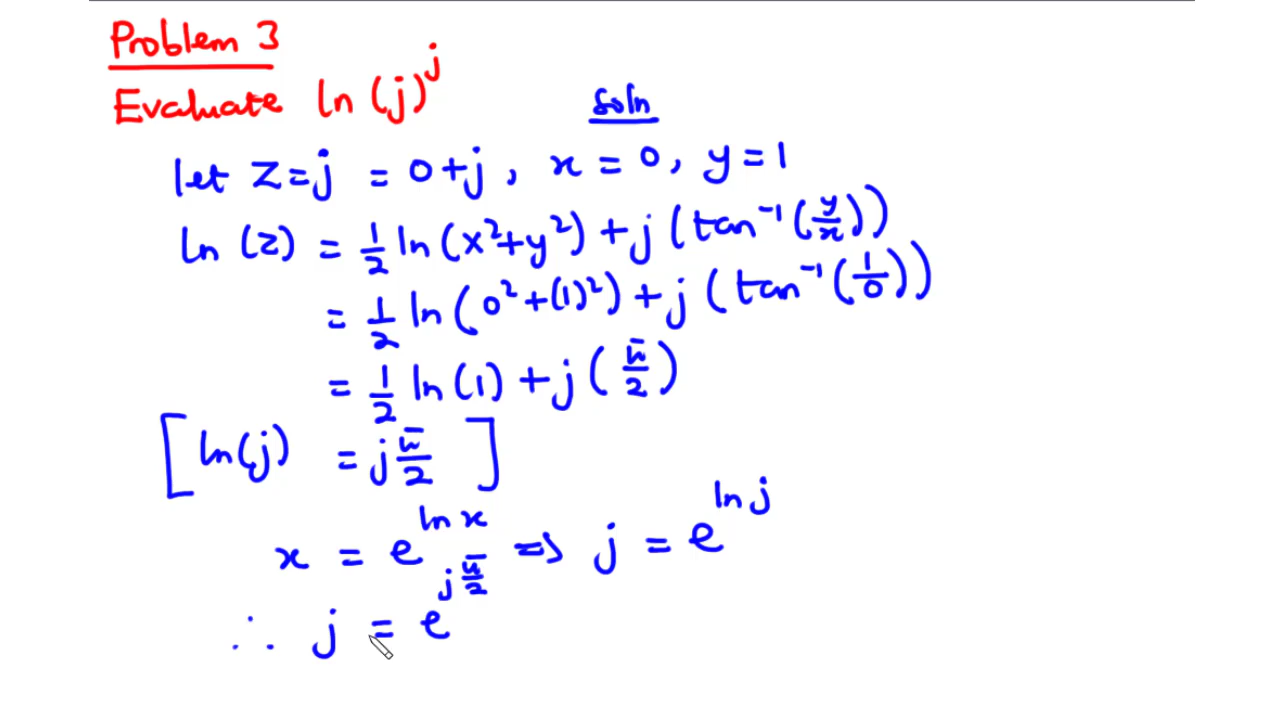 Problem 3
Evaluate ln (j)^j
Soln
let Z=j = 0+j, x = 0, y = 1
ln (Z) = 1/2 ln (x²+y²) + j (tan⁻¹(y/x))
= 1/2 ln (0² + (1)²) + j (tan⁻¹(1/0))
= 1/2 ln (1) + j (π/2)
[ln(j) = j π/2]
x = e^(ln x) ⇒ j = e^(ln j)
∴ j = e^(j π/2)